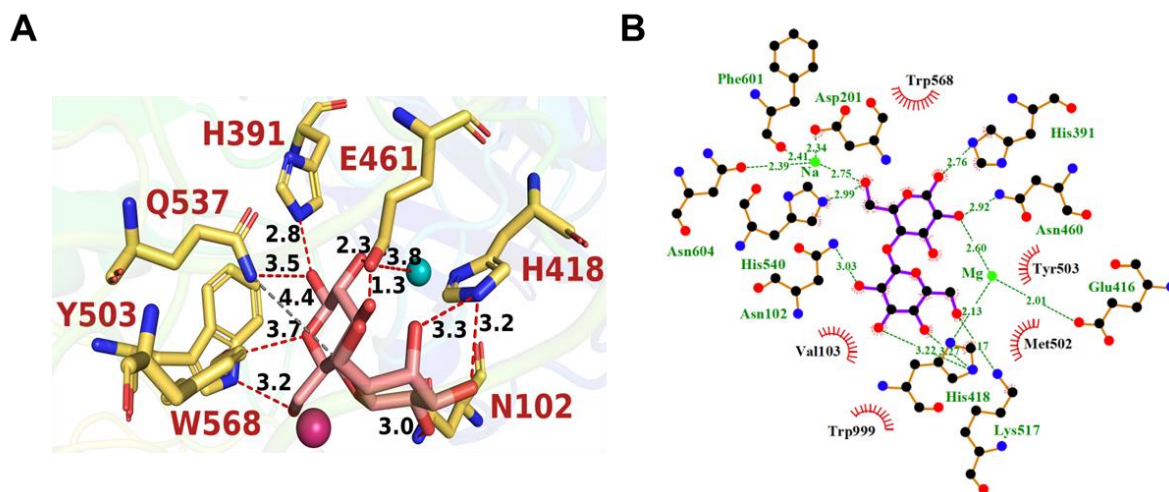 A
B
H391
E461
Q537
H418
Y503
W568
N102
2.8
2.3
3.8
1.3
3.5
4.4
3.7
3.3
3.2
3.2
3.0
Phe601
Trp568
Asp201
His391
2.34
2.41
2.39
Na
2.75
2.76
2.99
2.92
Asn460
Asn604
His540
2.60
Tyr503
Mg
Glu416
3.03
Asn102
2.01
2.13
Val103
Met502
3.22
His418
Trp999
Lys517